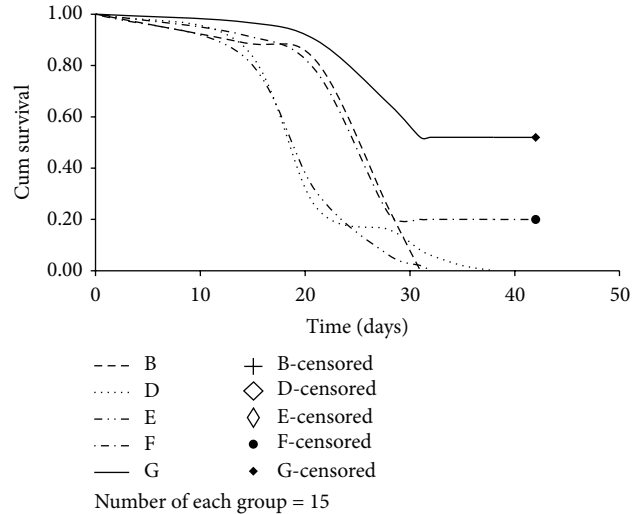 1.00
0.80
0.60
0.40
0.20
0.00
Cum survival
0 10 20 30 40 50
Time (days)
B
D
E
F
G
B-censored
D-censored
E-censored
F-censored
G-censored
Number of each group = 15